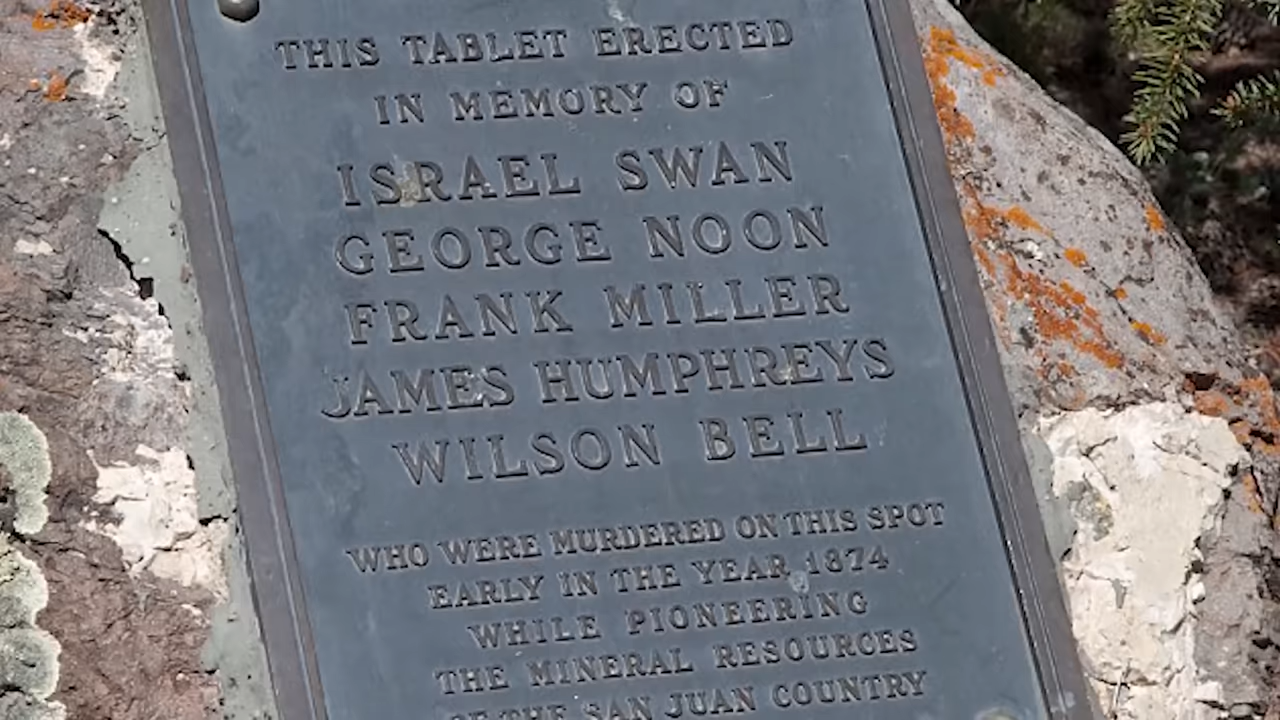 THIS TABLET ERECTED
IN MEMORY OF
ISRAEL SWAN
GEORGE NOON
FRANK MILLER
JAMES HUMPHREYS
WILSON BELL
WHO WERE MURDERED ON THIS SPOT
EARLY IN THE YEAR 1874
WHILE PIONEERING
THE MINERAL RESOURCES
OF THE SAN JUAN COUNTRY